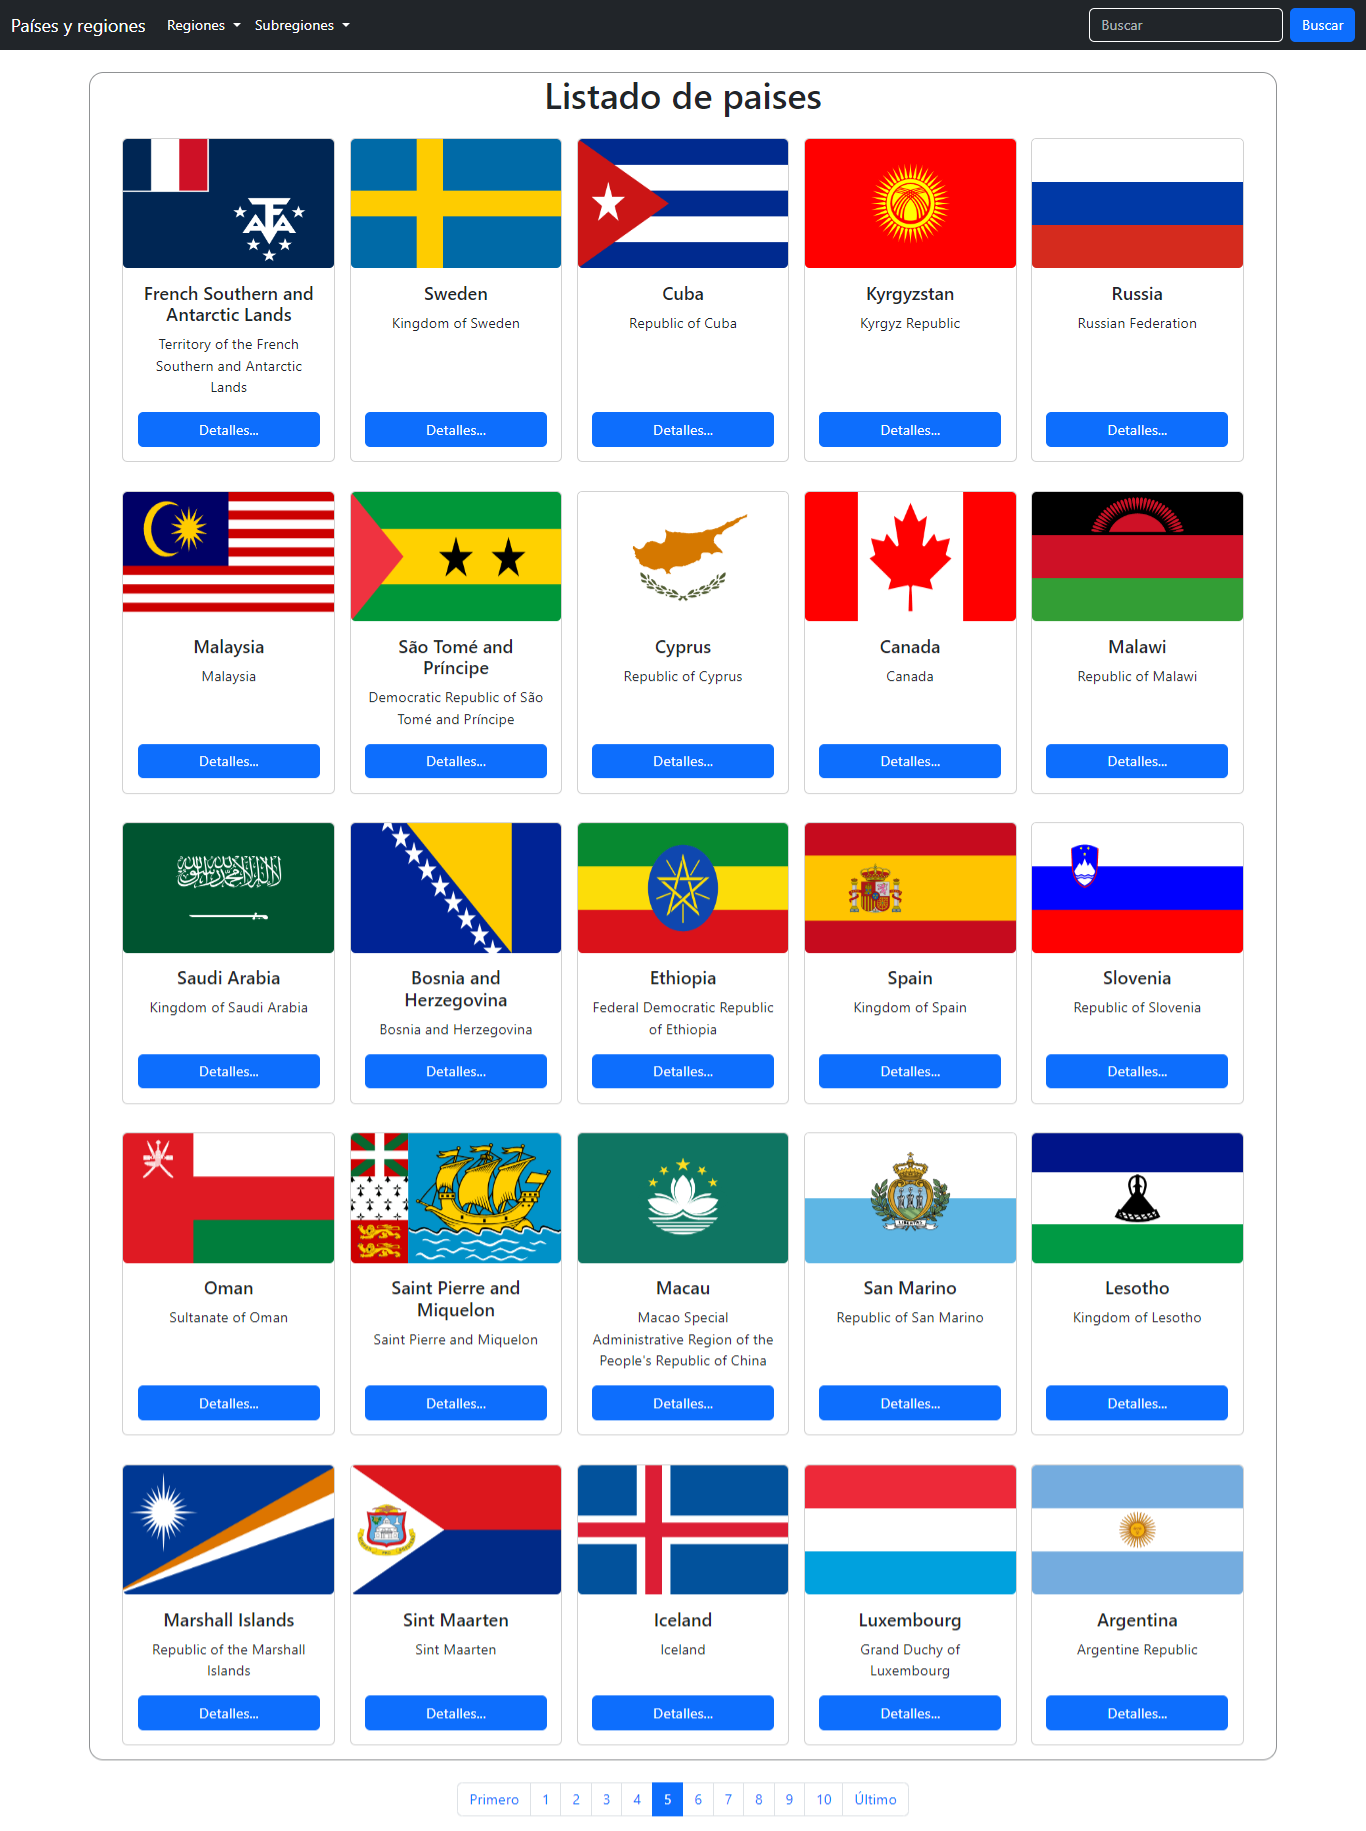 Países y regiones Regiones Subregiones Buscar Buscar
Listado de paises
French Southern and
Antarctic Lands
Territory of the French
Southern and Antarctic
Lands
Detalles...
Sweden
Kingdom of Sweden
Detalles...
Cuba
Republic of Cuba
Detalles...
Kyrgyzstan
Kyrgyz Republic
Detalles...
Russia
Russian Federation
Detalles...
Malaysia
Malaysia
Detalles...
São Tomé and
Príncipe
Democratic Republic of São
Tomé and Príncipe
Detalles...
Cyprus
Republic of Cyprus
Detalles...
Canada
Canada
Detalles...
Malawi
Republic of Malawi
Detalles...
Saudi Arabia
Kingdom of Saudi Arabia
Detalles...
Bosnia and
Herzegovina
Bosnia and Herzegovina
Detalles...
Ethiopia
Federal Democratic Republic
of Ethiopia
Detalles...
Spain
Kingdom of Spain
Detalles...
Slovenia
Republic of Slovenia
Detalles...
Oman
Sultanate of Oman
Detalles...
Saint Pierre and
Miquelon
Saint Pierre and Miquelon
Detalles...
Macau
Macao Special
Administrative Region of the
People's Republic of China
Detalles...
LIBERTAS
San Marino
Republic of San Marino
Detalles...
Lesotho
Kingdom of Lesotho
Detalles...
Marshall Islands
Republic of the Marshall
Islands
Detalles...
Sint Maarten
Sint Maarten
Detalles...
Iceland
Iceland
Detalles...
Luxembourg
Grand Duchy of
Luxembourg
Detalles...
Argentina
Argentine Republic
Detalles...
Primero 1 2 3 4 5 6 7 8 9 10 Último